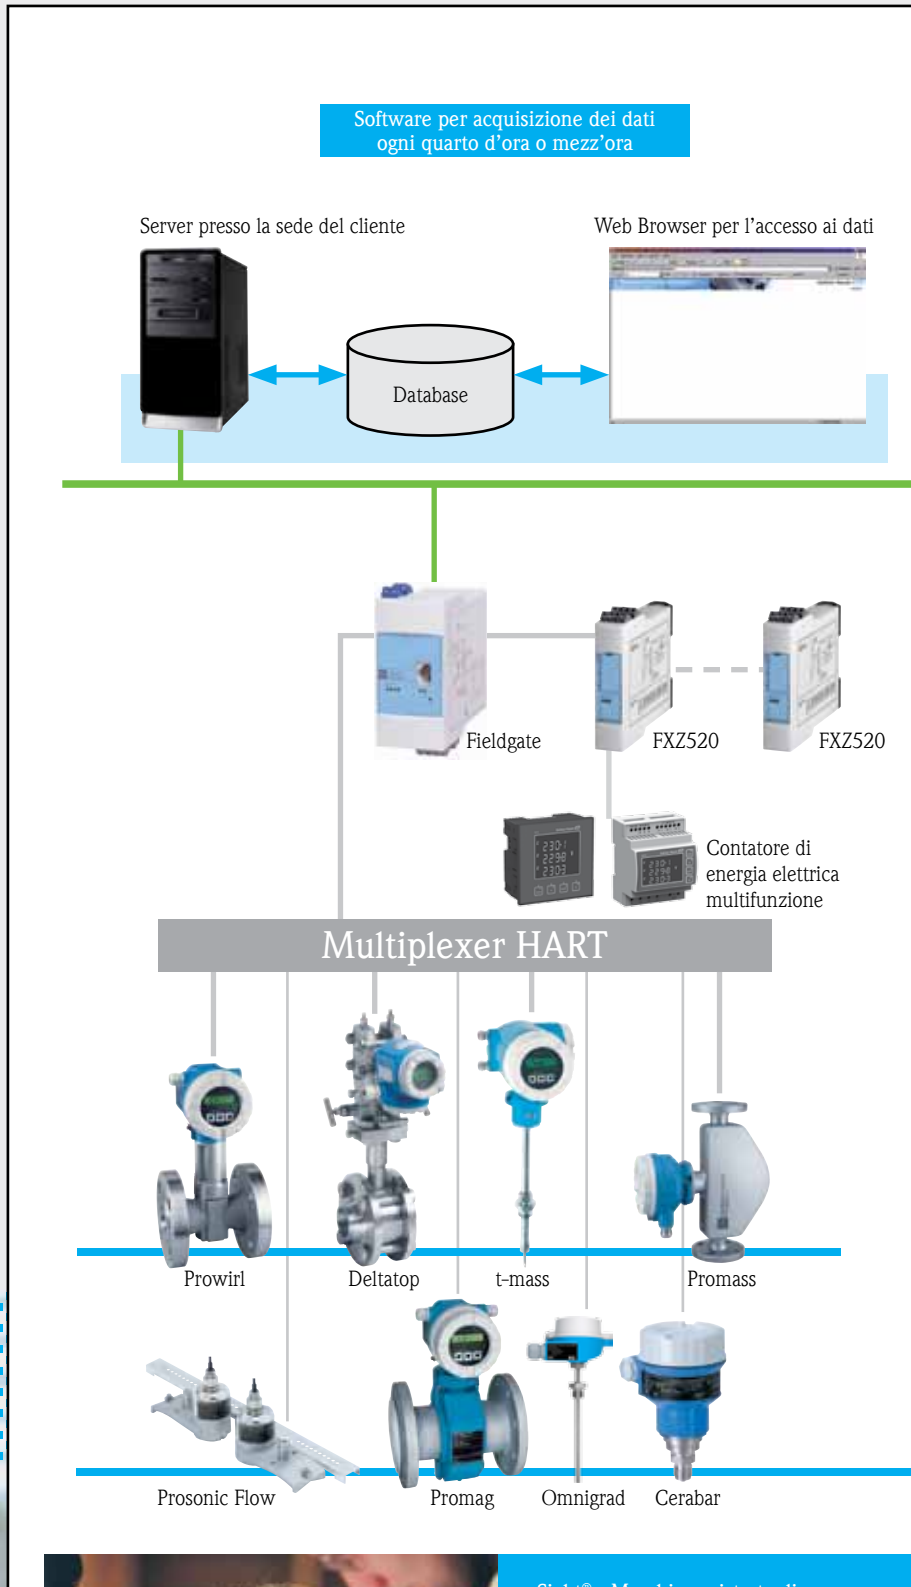 Software per acquisizione dei dati
ogni quarto d'ora o mezz'ora
Server presso la sede del cliente
Web Browser per l'accesso ai dati
Database
Fieldgate
FXZ520
FXZ520
Contatore di
energia elettrica
multifunzione
Multiplexer HART
Prowirl
Deltatop
t-mass
Promass
Prosonic Flow
Promag
Omnigrad
Cerabar